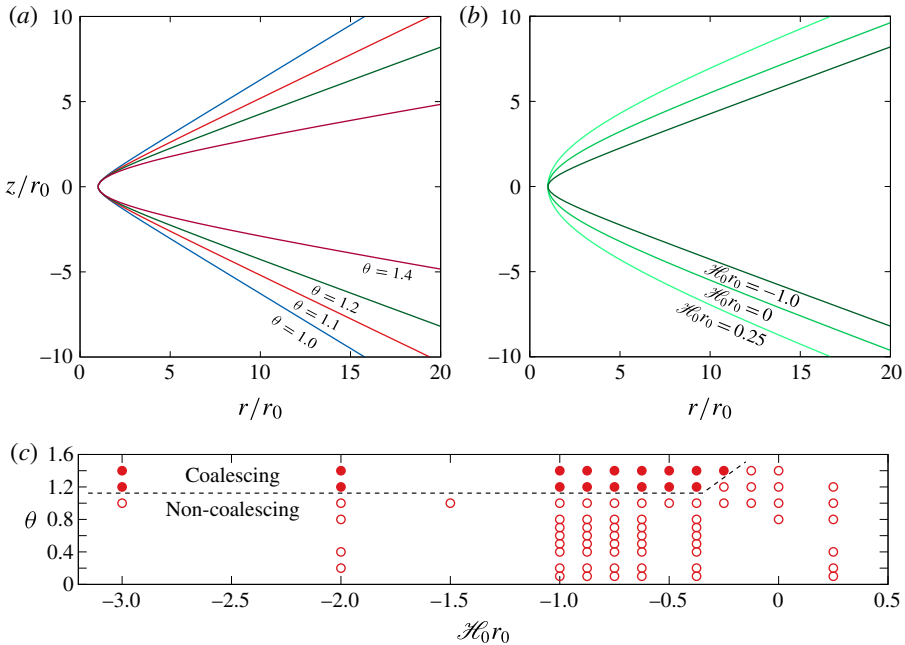 (a)
10
5
0
−5
−10
z/r₀
θ = 1.4
θ = 1.2
θ = 1.1
θ = 1.0
0 5 10 15 20
r/r₀
(b)
10
5
0
−5
−10
ℋ₀r₀ = −1.0
ℋ₀r₀ = 0
ℋ₀r₀ = 0.25
0 5 10 15 20
r/r₀
(c)
1.6
1.2
0.8
0.4
0
θ
Coalescing
Non-coalescing
−3.0 −2.5 −2.0 −1.5 −1.0 −0.5 0 0.5
ℋ₀r₀